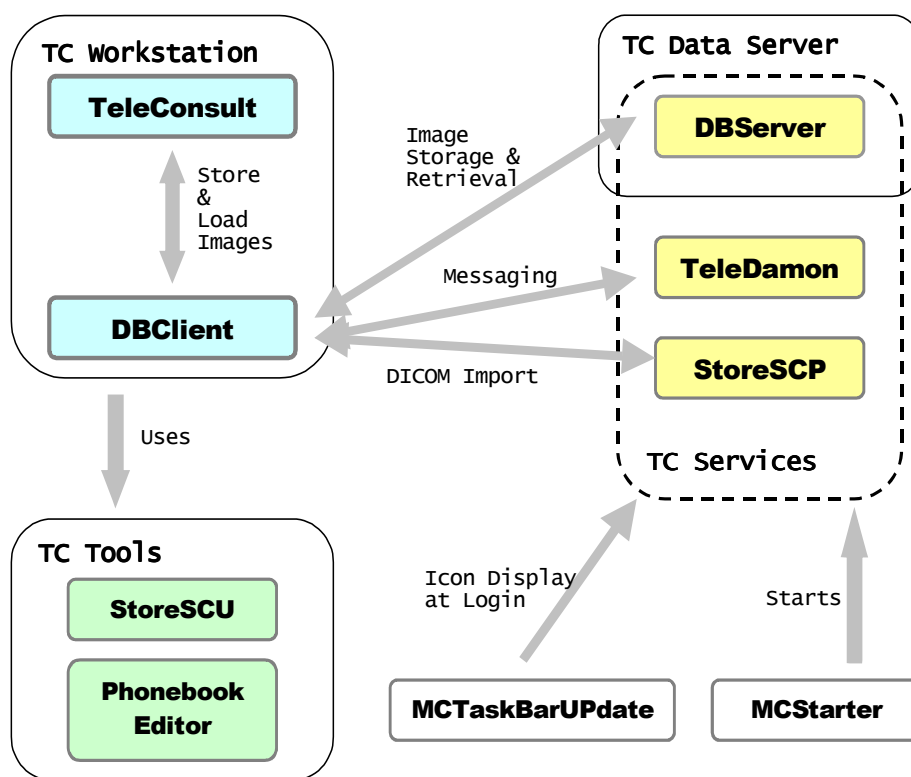 TC Workstation
TeleConsult
Store
&
Load
Images
DBClient
Image
Storage &
Retrieval
Messaging
DICOM Import
TC Data Server
DBServer
TeleDamon
StoreSCP
TC Services
Uses
TC Tools
StoreSCU
Phonebook
Editor
Icon Display
at Login
Starts
MCTaskBarUPdate
MCStarter